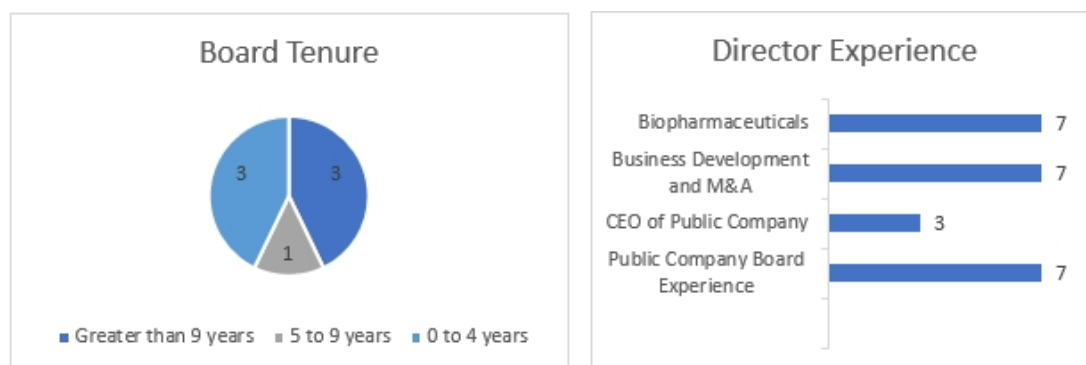 Board Tenure
3
3
1
Greater than 9 years
5 to 9 years
0 to 4 years
Director Experience
Biopharmaceuticals
7
Business Development
and M&A
7
CEO of Public Company
3
Public Company Board
Experience
7